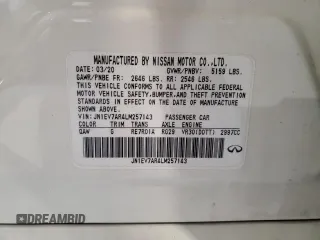 MANUFACTURED BY NISSAN MOTOR CO.,LTD.
DATE: 03/20 GVWR/PNBV: 5159 LBS.
GAWR/PNBE FR: 2646 LBS. RR: 2546 LBS.
THIS VEHICLE CONFORMS TO ALL APPLICABLE FEDERAL
MOTOR VEHICLE SAFETY, BUMPER, AND THEFT PREVENTION
STANDARDS IN EFFECT ON THE DATE OF MANUFACTURE
SHOWN ABOVE.
VIN: JN1EV7AR4LM257143 PASSENGER CAR
COLOR TRIM TRANS AXLE ENGINE
QAW G RE7R01A RG29 VR30(DDTT) 2997CC
JN1EV7AR4LM257143
INFINITI
DREAMBID